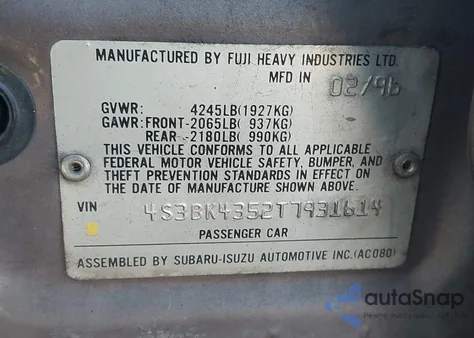 MANUFACTURED BY FUJI HEAVY INDUSTRIES LTD.
MFD IN 02/96
GVWR: 4245LB(1927KG)
GAWR: FRONT-2065LB( 937KG)
REAR -2180LB( 990KG)
THIS VEHICLE CONFORMS TO ALL APPLICABLE
FEDERAL MOTOR VEHICLE SAFETY, BUMPER, AND
THEFT PREVENTION STANDARDS IN EFFECT ON THE
DATE OF MANUFACTURE SHOWN ABOVE.
VIN 4S3BK4352T7931614
PASSENGER CAR
ASSEMBLED BY SUBARU-ISUZU AUTOMOTIVE INC.(AC080)
autoSnap